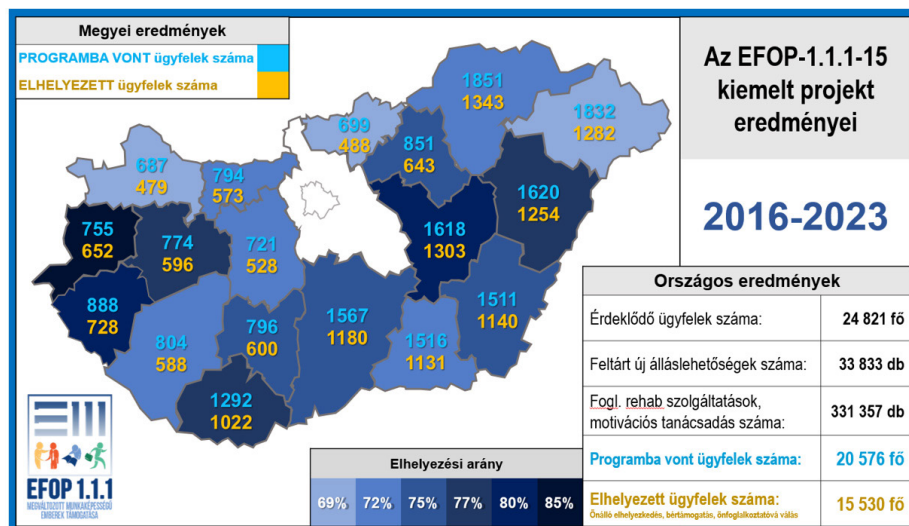 Megyei eredmények
PROGRAMBA VONT ügyfelek száma
ELHELYEZETT ügyfelek száma
Az EFOP-1.1.1-15
kiemelt projekt
eredményei
2016-2023
1851
1343
1832
1282
699
488
851
643
687
479
794
573
1620
1254
755
652
774
596
721
528
1618
1303
888
728
804
588
796
600
1567
1180
1516
1131
1511
1140
1292
1022
Országos eredmények
Érdeklődő ügyfelek száma: 24 821 fő
Feltárt új álláslehetőségek száma: 33 833 db
Fogl. rehab szolgáltatások,
motivációs tanácsadás száma: 331 357 db
Programba vont ügyfelek száma: 20 576 fő
Elhelyezett ügyfelek száma: 15 530 fő
Önálló elhelyezkedés, bértámogatás, önfoglalkoztatóvá válás
Elhelyezési arány
69% 72% 75% 77% 80% 85%
EFOP 1.1.1
MEGVÁLTOZOTT MUNKAKÉPESSÉGŰ
EMBEREK TÁMOGATÁSA